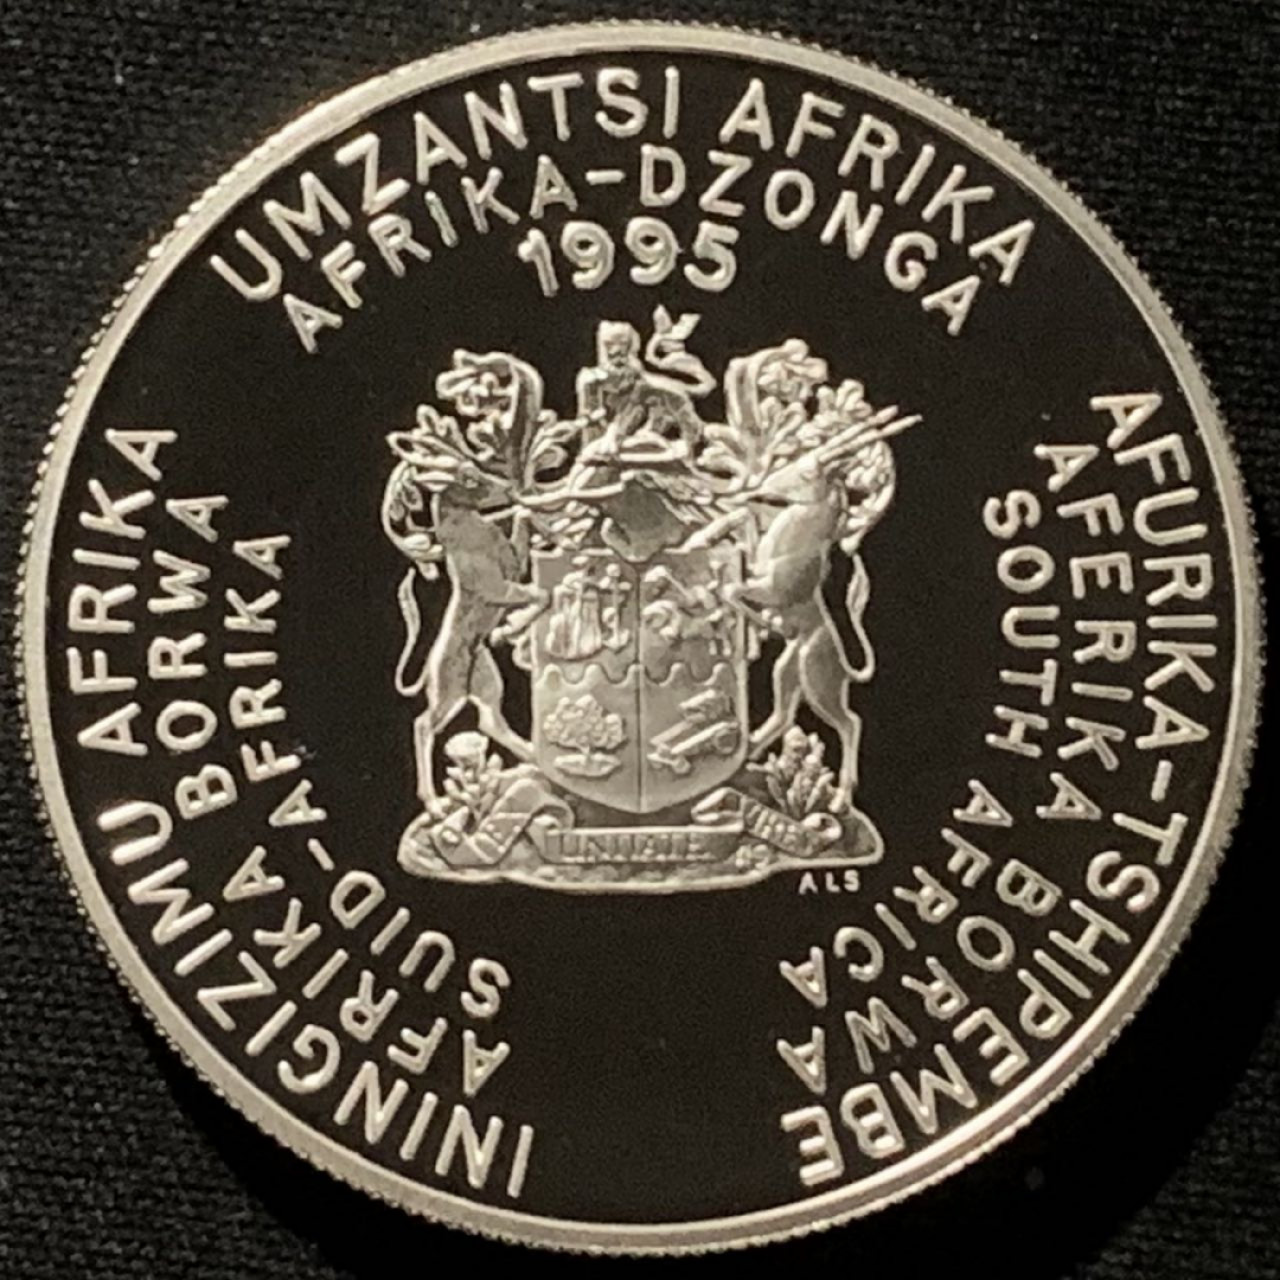 UMZANTSI AFRIKA
AFRIKA-DZONGA
1995
ININGIZIMU AFRIKA
AFRIKA BORWA
SUID-AFRIKA
AFURIKA-TSHIPEMBE
AFERIKA BORWA
SOUTH AFRICA
EX UNITATE VIRES
ALS